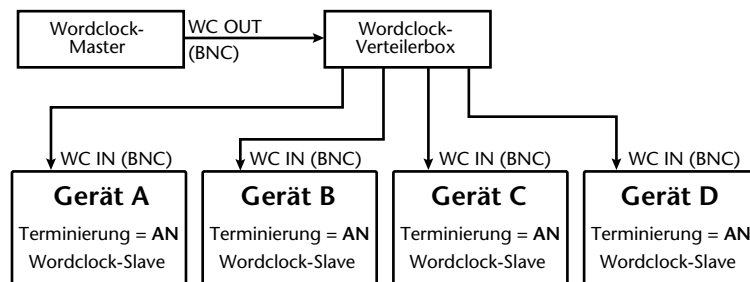 Wordclock-
Master
WC OUT
(BNC)
Wordclock-
Verteilerbox
WC IN (BNC)
WC IN (BNC)
WC IN (BNC)
WC IN (BNC)
Gerät A
Terminierung = AN
Wordclock-Slave
Gerät B
Terminierung = AN
Wordclock-Slave
Gerät C
Terminierung = AN
Wordclock-Slave
Gerät D
Terminierung = AN
Wordclock-Slave